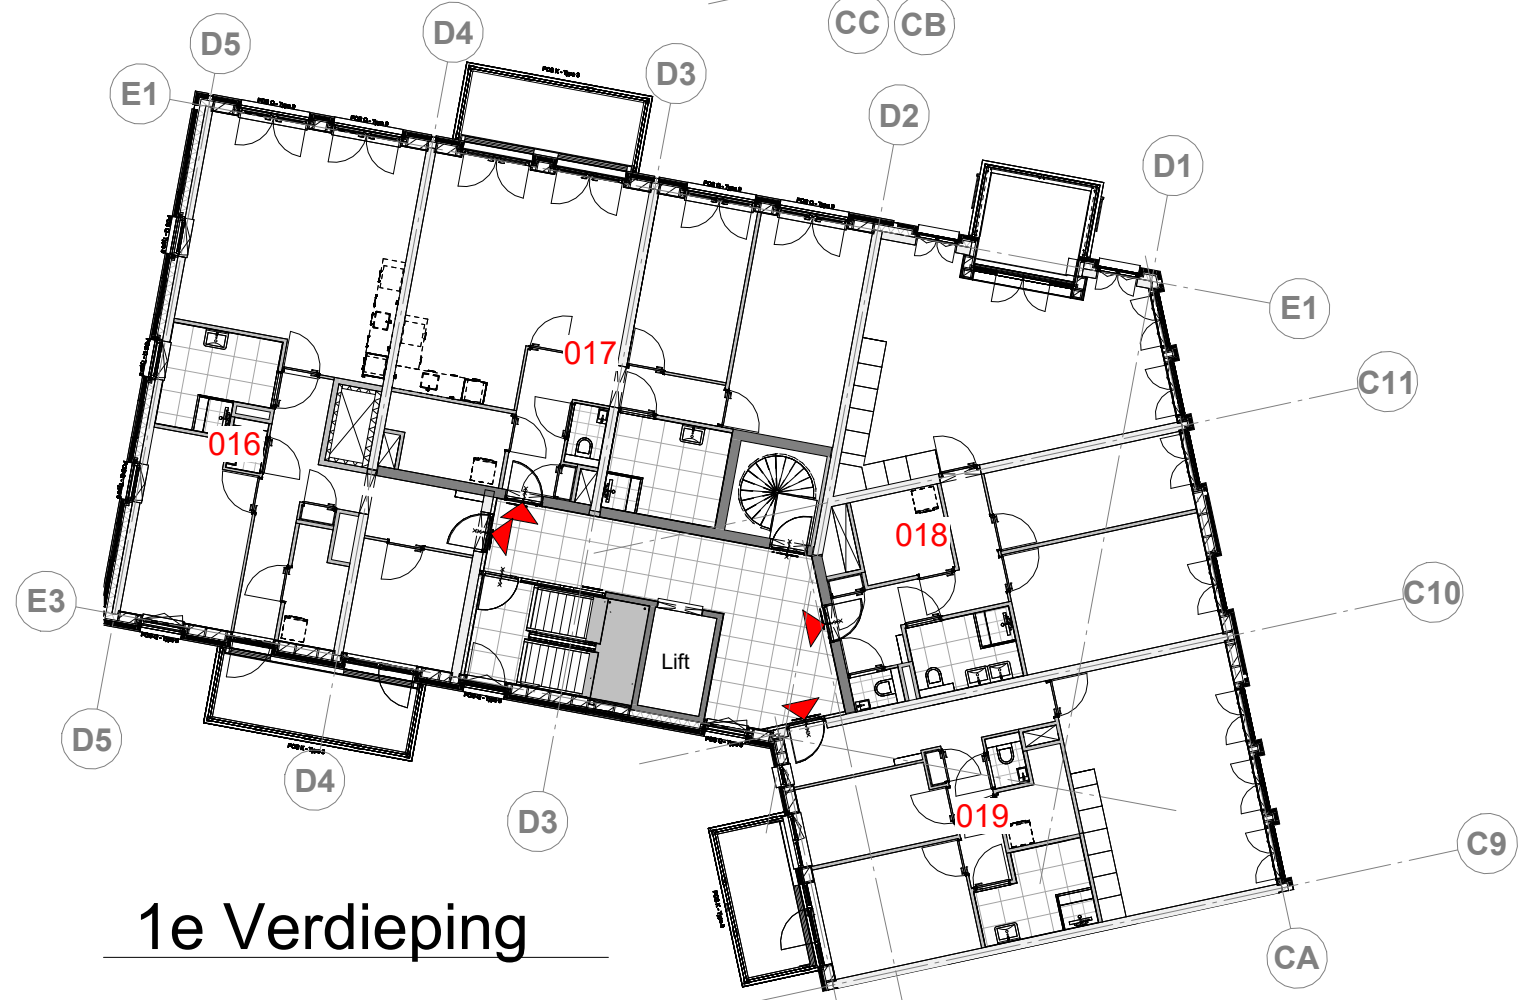 CC
CB
D5
D4
D3
E1
D2
D1
E1
C11
017
016
018
C10
E3
Lift
D5
D4
D3
019
C9
1e Verdieping
CA